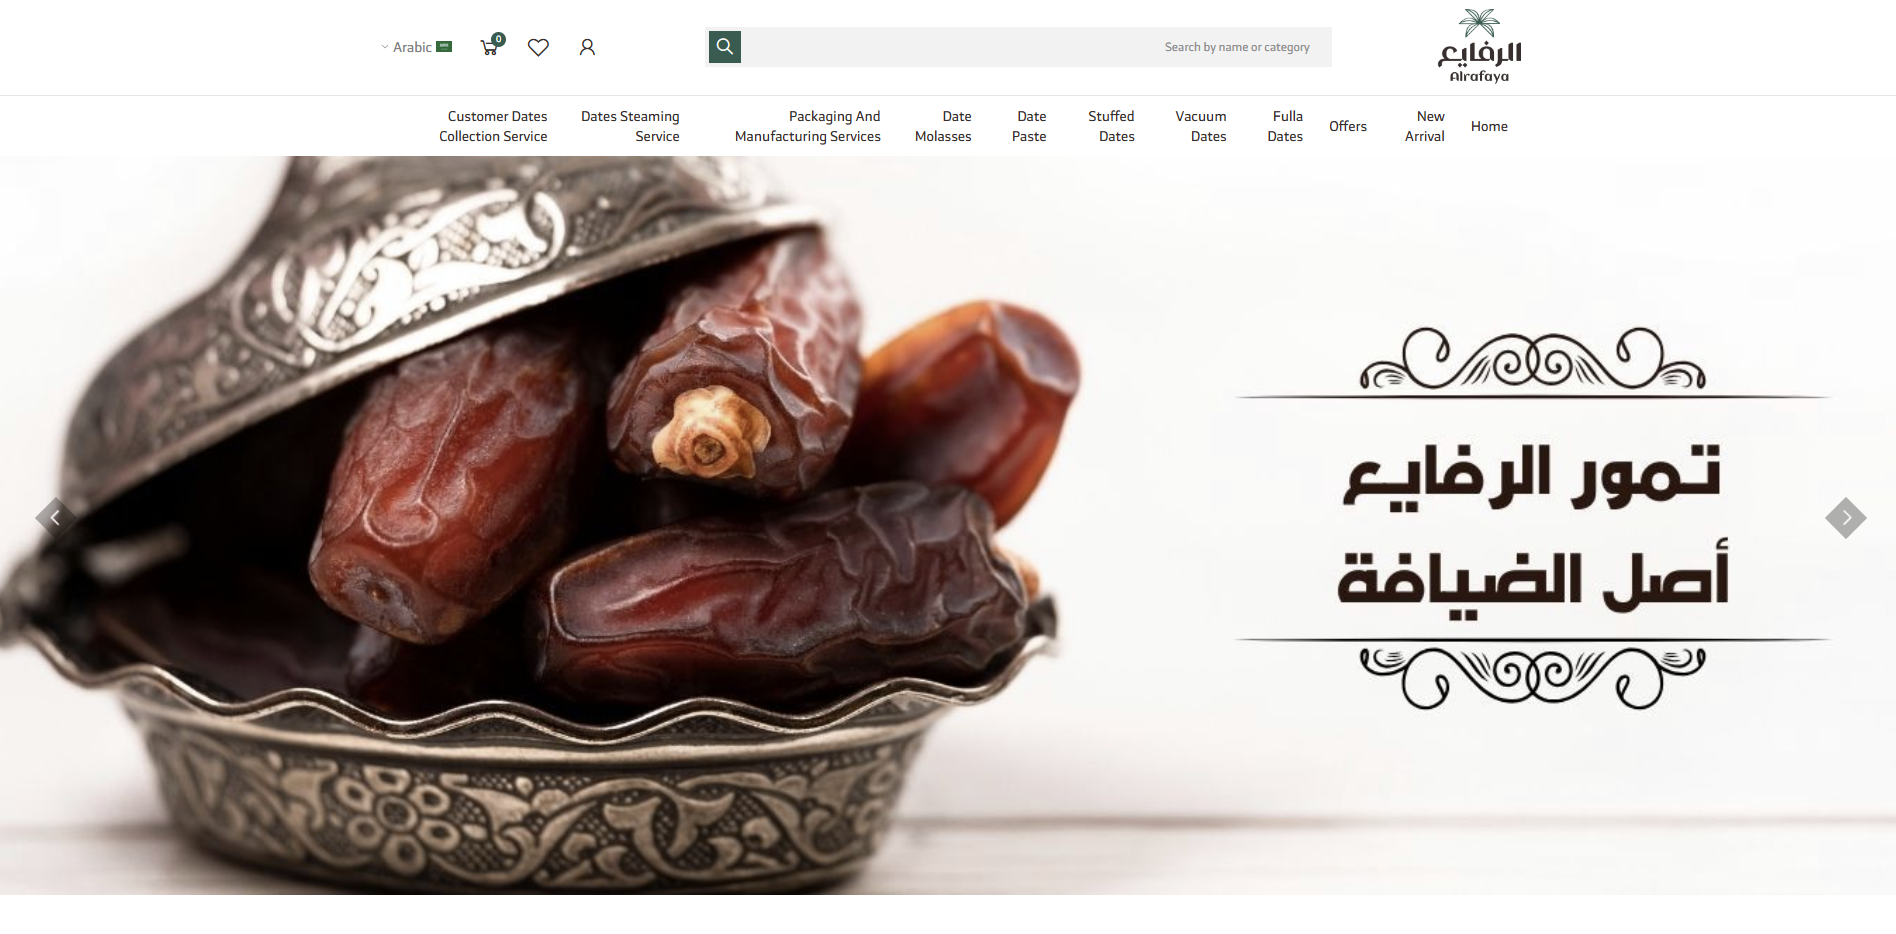 الرفايع
Alrafaya
Search by name or category
0
Arabic
Home
New Arrival
Offers
Fulla Dates
Vacuum Dates
Stuffed Dates
Date Paste
Date Molasses
Packaging And Manufacturing Services
Dates Steaming Service
Customer Dates Collection Service
تمور الرفايع
أصل الضيافة